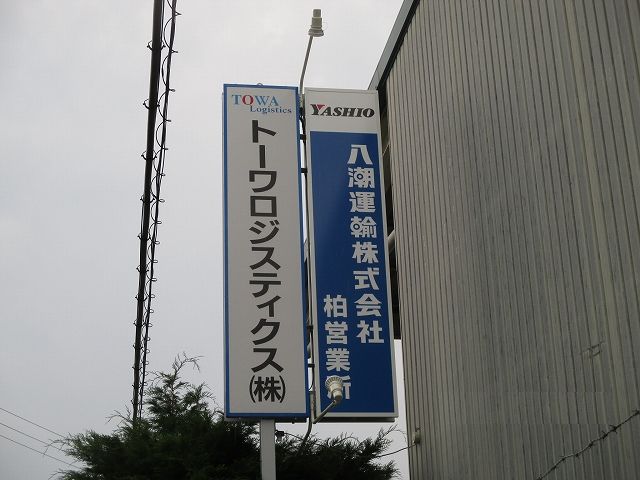 TOWA
Logistics
トーワロジスティクス(株)
YASHIO
八潮運輸株式会社
柏営業所